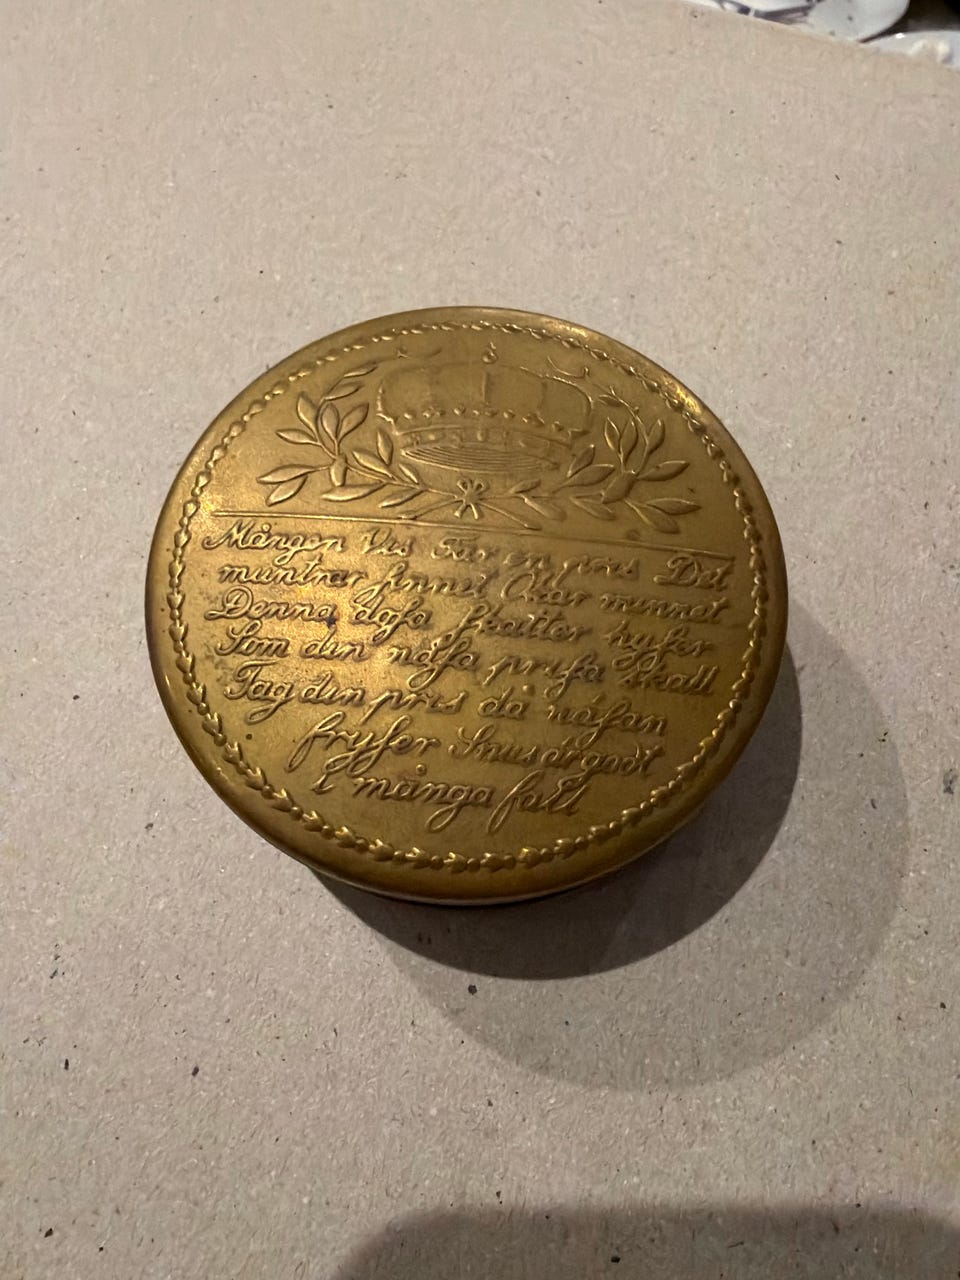 Mången Vis Tar en pris Det
muntrar sinnet Ökar minnet
Denna dosa skatter hyser
Som din näsa prisa skall
Tag din pris då näsan
fryser Snus är godt
i många fall